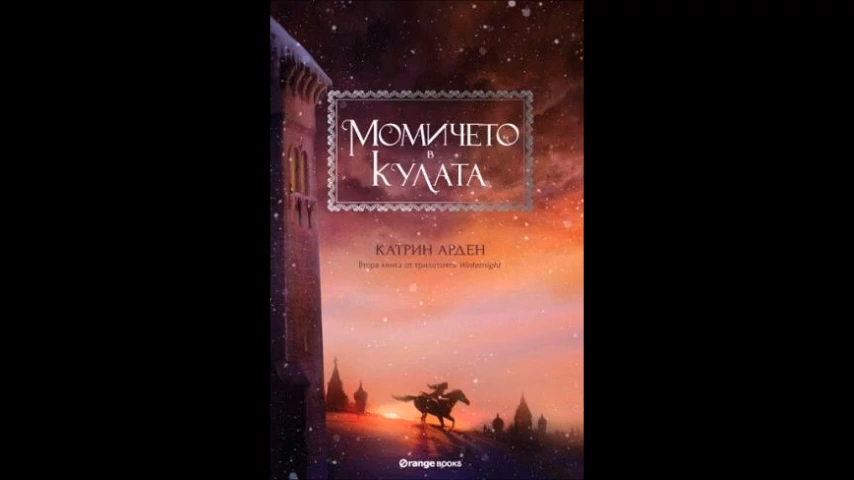 Момичето
в
Кулата
Катрин Арден
Втора книга от трилогията Winternight
Orange books